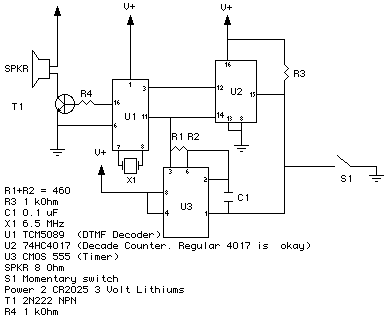 V+
V+
SPKR
R4
3
12
16
15
R3
T1
16
1
U1
U2
6
11
14
13
8
R1 R2
7
8
X1
V+
3
6
2
S1
R1+R2 = 460
R3 1 kOhm
8
U3
C1
C1 0.1 uF
4
1
X1 6.5 MHz
U1 TCM5089 (DTMF Decoder)
U2 74HC4017 (Decade Counter. Regular 4017 is okay)
U3 CMOS 555 (Timer)
SPKR 8 Ohm
S1 Momentary switch
Power 2 CR2025 3 Volt Lithiums
T1 2N222 NPN
R4 1 kOhm